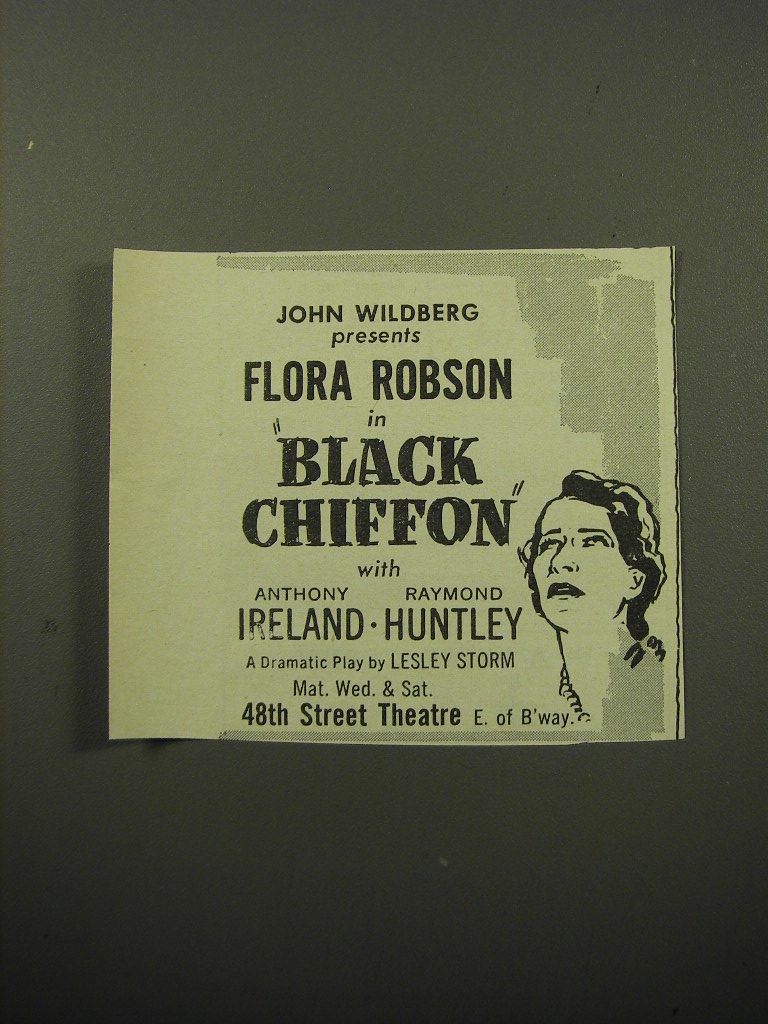 JOHN WILDBERG
presents
FLORA ROBSON
in
"BLACK
CHIFFON"
with
ANTHONY RAYMOND
IRELAND · HUNTLEY
A Dramatic Play by LESLEY STORM
Mat. Wed. & Sat.
48th Street Theatre E. of B'way.